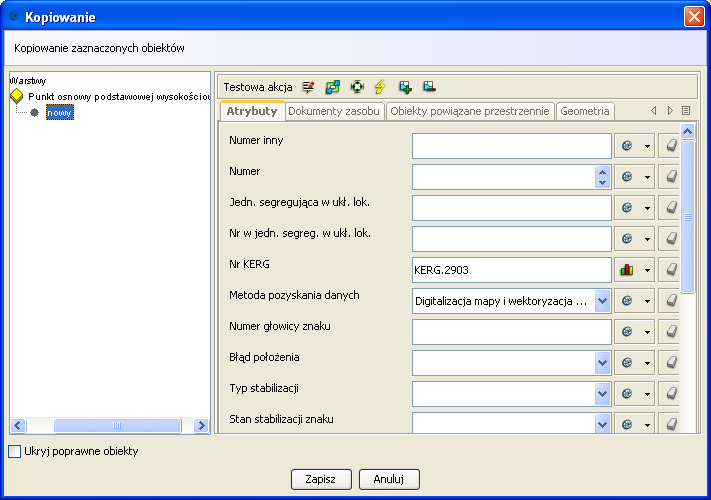 Kopiowanie
Kopiowanie zaznaczonych obiektów
Warstwy
Punkt osnowy podstawowej wysokościow
nowy
Testowa akcja
Atrybuty
Dokumenty zasobu
Obiekty powiązane przestrzennie
Geometria
Numer inny
Numer
Jedn. segregująca w ukł. lok.
Nr w jedn. segreg. w ukł. lok.
Nr KERG
KERG.2903
Metoda pozyskania danych
Digitalizacja mapy i wektoryzacja ...
Numer głowicy znaku
Błąd położenia
Typ stabilizacji
Stan stabilizacji znaku
Ukryj poprawne obiekty
Zapisz
Anuluj